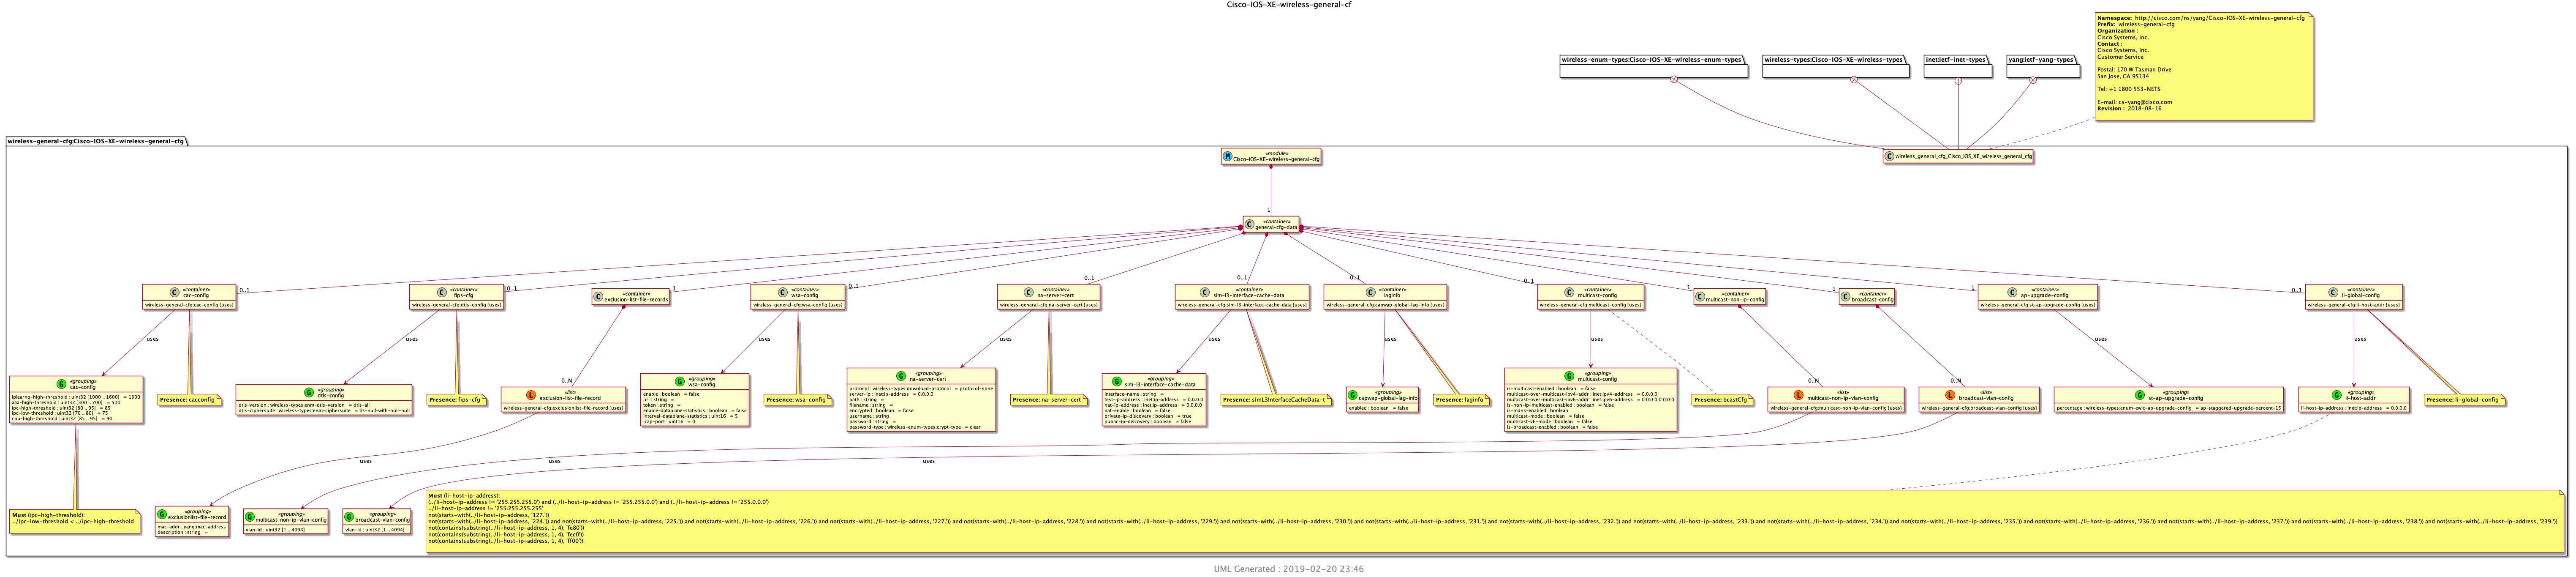 Cisco-IOS-XE-wireless-general-cf
Namespace: http://cisco.com/ns/yang/Cisco-IOS-XE-wireless-general-cfg
Prefix: wireless-general-cfg
Organization :
Cisco Systems, Inc.
Contact :
Cisco Systems, Inc.
Customer Service
Postal: 170 W Tasman Drive
San Jose, CA 95134
Tel: +1 1800 553-NETS
E-mail: cs-yang@cisco.com
Revision : 2018-08-16
wireless-enum-types:Cisco-IOS-XE-wireless-enum-types
wireless-types:Cisco-IOS-XE-wireless-types
inet:ietf-inet-types
yang:ietf-yang-types
wireless-general-cfg:Cisco-IOS-XE-wireless-general-cfg
M
«module»
Cisco-IOS-XE-wireless-general-cfg
C wireless_general_cfg_Cisco_IOS_XE_wireless_general_cfg
1
C
«container»
general-cfg-data
0..1
0..1
1
0..1
0..1
0..1
0..1
0..1
1
1
1
0..1
C
«container»
cac-config
wireless-general-cfg:cac-config (uses)
C
«container»
fips-cfg
wireless-general-cfg:dtls-config (uses)
C
«container»
exclusion-list-file-records
C
«container»
wsa-config
wireless-general-cfg:wsa-config (uses)
C
«container»
na-server-cert
wireless-general-cfg:na-server-cert (uses)
C
«container»
sim-l3-interface-cache-data
wireless-general-cfg:sim-l3-interface-cache-data (uses)
C
«container»
laginfo
wireless-general-cfg:capwap-global-lag-info (uses)
C
«container»
multicast-config
wireless-general-cfg:multicast-config (uses)
C
«container»
multicast-non-ip-config
C
«container»
broadcast-config
C
«container»
ap-upgrade-config
wireless-general-cfg:st-ap-upgrade-config (uses)
C
«container»
li-global-config
wireless-general-cfg:li-host-addr (uses)
uses
uses
uses
uses
uses
uses
uses
uses
uses
0..N
0..N
0..N
G
«grouping»
cac-config
iplearnq-high-threshold : uint32 [1000 .. 1600] = 1300
aaa-high-threshold : uint32 [300 .. 700] = 500
ipc-high-threshold : uint32 [80 .. 95] = 85
ipc-low-threshold : uint32 [70 .. 80] = 75
cpu-high-threshold : uint32 [85 .. 95] = 90
Presence: cacconfig
G
«grouping»
dtls-config
dtls-version : wireless-types:enm-dtls-version = dtls-all
dtls-ciphersuite : wireless-types:enm-ciphersuite = tls-null-with-null-null
Presence: fips-cfg
L
«list»
exclusion-list-file-record
wireless-general-cfg:exclusionlist-file-record (uses)
G
«grouping»
wsa-config
enable : boolean = false
url : string =
token : string =
enable-dataplane-statistics : boolean = false
interval-dataplane-statistics : uint16 = 5
icap-port : uint16 = 0
Presence: wsa-config
G
«grouping»
na-server-cert
protocol : wireless-types:download-protocol = protocol-none
server-ip : inet:ip-address = 0.0.0.0
path : string =
filename : string =
encrypted : boolean = false
username : string
password : string =
password-type : wireless-enum-types:crypt-type = clear
Presence: na-server-cert
G
«grouping»
sim-l3-interface-cache-data
interface-name : string =
test-ip-address : inet:ip-address = 0.0.0.0
nat-ip-address : inet:ip-address = 0.0.0.0
nat-enable : boolean = false
private-ip-discovery : boolean = true
public-ip-discovery : boolean = false
Presence: simL3InterfaceCacheData-t
G
«grouping»
capwap-global-lag-info
enabled : boolean = false
Presence: laginfo
G
«grouping»
multicast-config
is-multicast-enabled : boolean = false
multicast-over-multicast-ipv4-addr : inet:ipv4-address = 0.0.0.0
multicast-over-multicast-ipv6-addr : inet:ipv6-address = 0:0:0:0:0:0:0:0
is-non-ip-multicast-enabled : boolean = false
is-mdns-enabled : boolean
multicast-mode : boolean = false
multicast-v6-mode : boolean = false
is-broadcast-enabled : boolean = false
Presence: bcastCfg
L
«list»
multicast-non-ip-vlan-config
wireless-general-cfg:multicast-non-vlan-config (uses)
L
«list»
broadcast-vlan-config
wireless-general-cfg:broadcast-vlan-config (uses)
G
«grouping»
st-ap-upgrade-config
percentage : wireless-types:enum-ewlc-ap-upgrade-config = ap-staggered-upgrade-percent-15
G
«grouping»
li-host-addr
li-host-ip-address : inet:ip-address = 0.0.0.0
Presence: li-global-config
uses
uses
uses
Must (ipc-high-threshold):
../ipc-low-threshold < ../ipc-high-threshold
G
«grouping»
exclusionlist-file-record
mac-addr : yang:mac-address
description : string =
G
«grouping»
multicast-non-ip-vlan-config
vlan-id : uint32 [1 .. 4094]
G
«grouping»
broadcast-vlan-config
vlan-id : uint32 [1 .. 4094]
Must (li-host-ip-address):
(../li-host-ip-address != '255.255.255.0') and (../li-host-ip-address != '255.255.0.0') and (../li-host-ip-address != '255.0.0.0')
../li-host-ip-address != '255.255.255.255'
not(starts-with(../li-host-ip-address, '127.'))
not(starts-with(../li-host-ip-address, '224.')) and not(starts-with(../li-host-ip-address, '225.')) and not(starts-with(../li-host-ip-address, '226.')) and not(starts-with(../li-host-ip-address, '227.')) and not(starts-with(../li-host-ip-address, '228.')) and not(starts-with(../li-host-ip-address, '229.')) and not(starts-with(../li-host-ip-address, '230.')) and not(starts-with(../li-host-ip-address, '231.')) and not(starts-with(../li-host-ip-address, '232.')) and not(starts-with(../li-host-ip-address, '233.')) and not(starts-with(../li-host-ip-address, '234.')) and not(starts-with(../li-host-ip-address, '235.')) and not(starts-with(../li-host-ip-address, '236.')) and not(starts-with(../li-host-ip-address, '237.')) and not(starts-with(../li-host-ip-address, '238.')) and not(starts-with(../li-host-ip-address, '239.'))
not(contains(substring(../li-host-ip-address, 1, 4), 'fe80'))
not(contains(substring(../li-host-ip-address, 1, 4), 'fec0'))
not(contains(substring(../li-host-ip-address, 1, 4), 'ff00'))
UML Generated : 2019-02-20 23:46